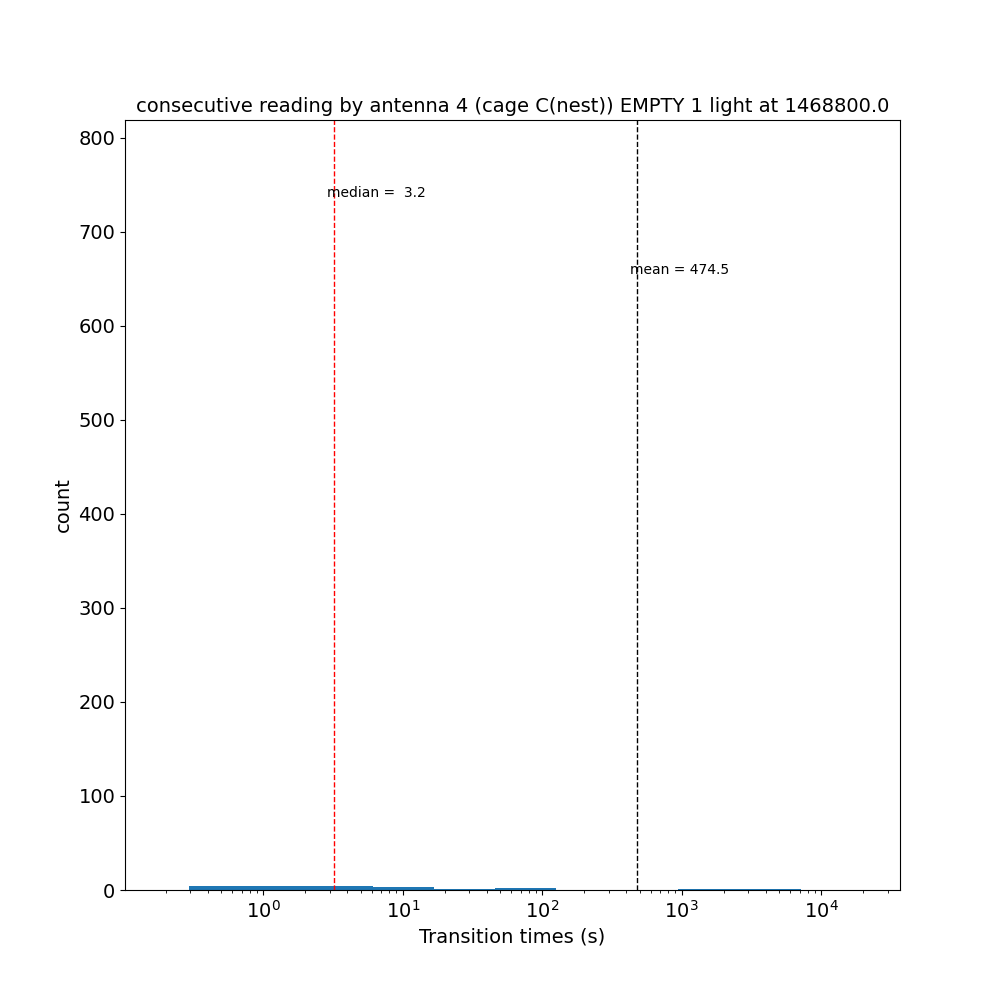 consecutive reading by antenna 4 (cage C(nest)) EMPTY 1 light at 1468800.0
800
median =  3.2
700
mean = 474.5
600
500
400
count
300
200
100
0
10⁰ 10¹ 10² 10³ 10⁴
Transition times (s)